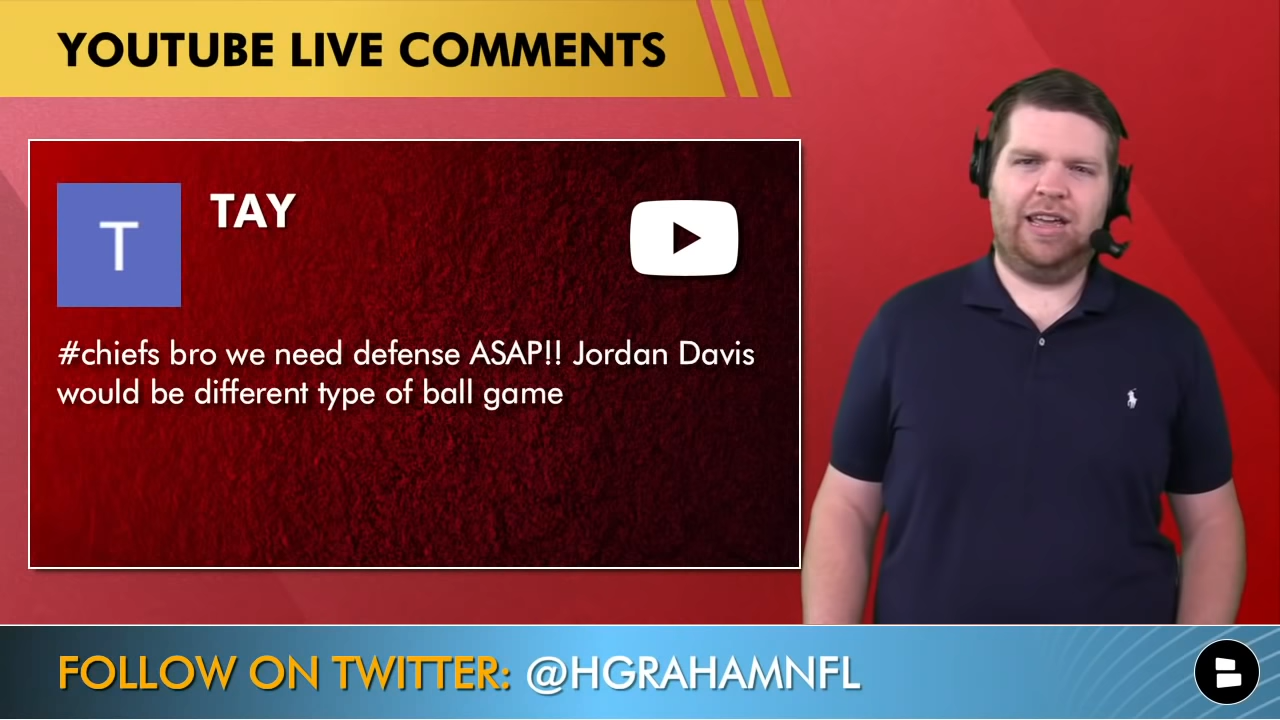 YOUTUBE LIVE COMMENTS
T
TAY
#chiefs bro we need defense ASAP!! Jordan Davis
would be different type of ball game
FOLLOW ON TWITTER: @HGRAHAMNFL